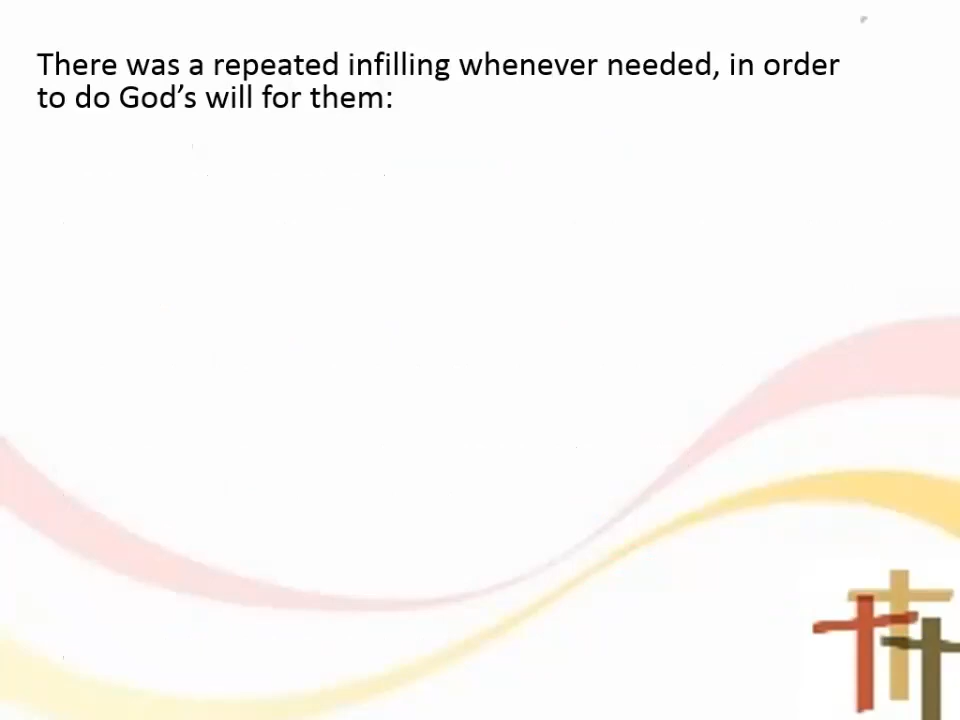 There was a repeated infilling whenever needed, in order
to do God’s will for them: